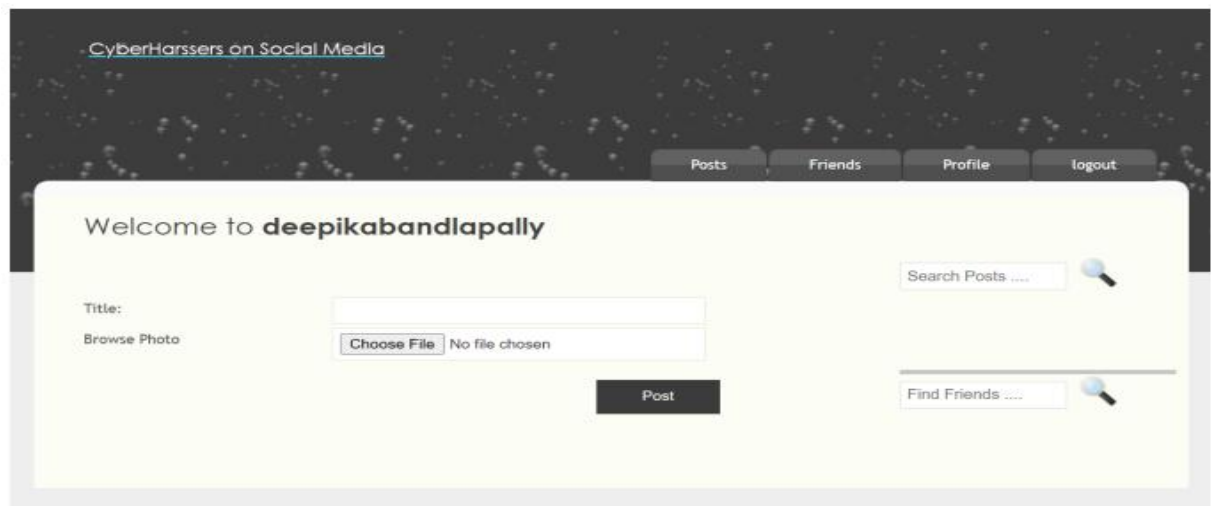 CyberHarssers on Social Media
Posts Friends Profile logout
Welcome to deepikabandlapally
Search Posts ....
Title:
Browse Photo Choose File No file chosen
Post
Find Friends ....